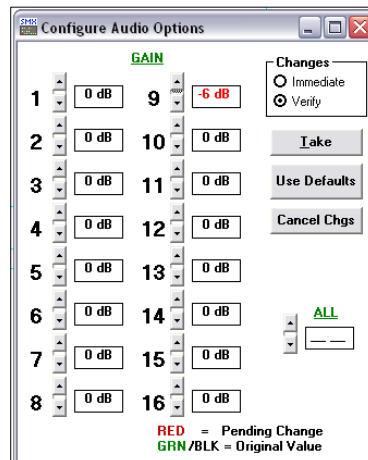 SMX Configure Audio Options
GAIN
Changes
Immediate
Verify
1 0 dB 9 -6 dB
2 0 dB 10 0 dB
Take
3 0 dB 11 0 dB
Use Defaults
4 0 dB 12 0 dB
Cancel Chgs
5 0 dB 13 0 dB
6 0 dB 14 0 dB
ALL
— —
7 0 dB 15 0 dB
8 0 dB 16 0 dB
RED = Pending Change
GRN/BLK = Original Value